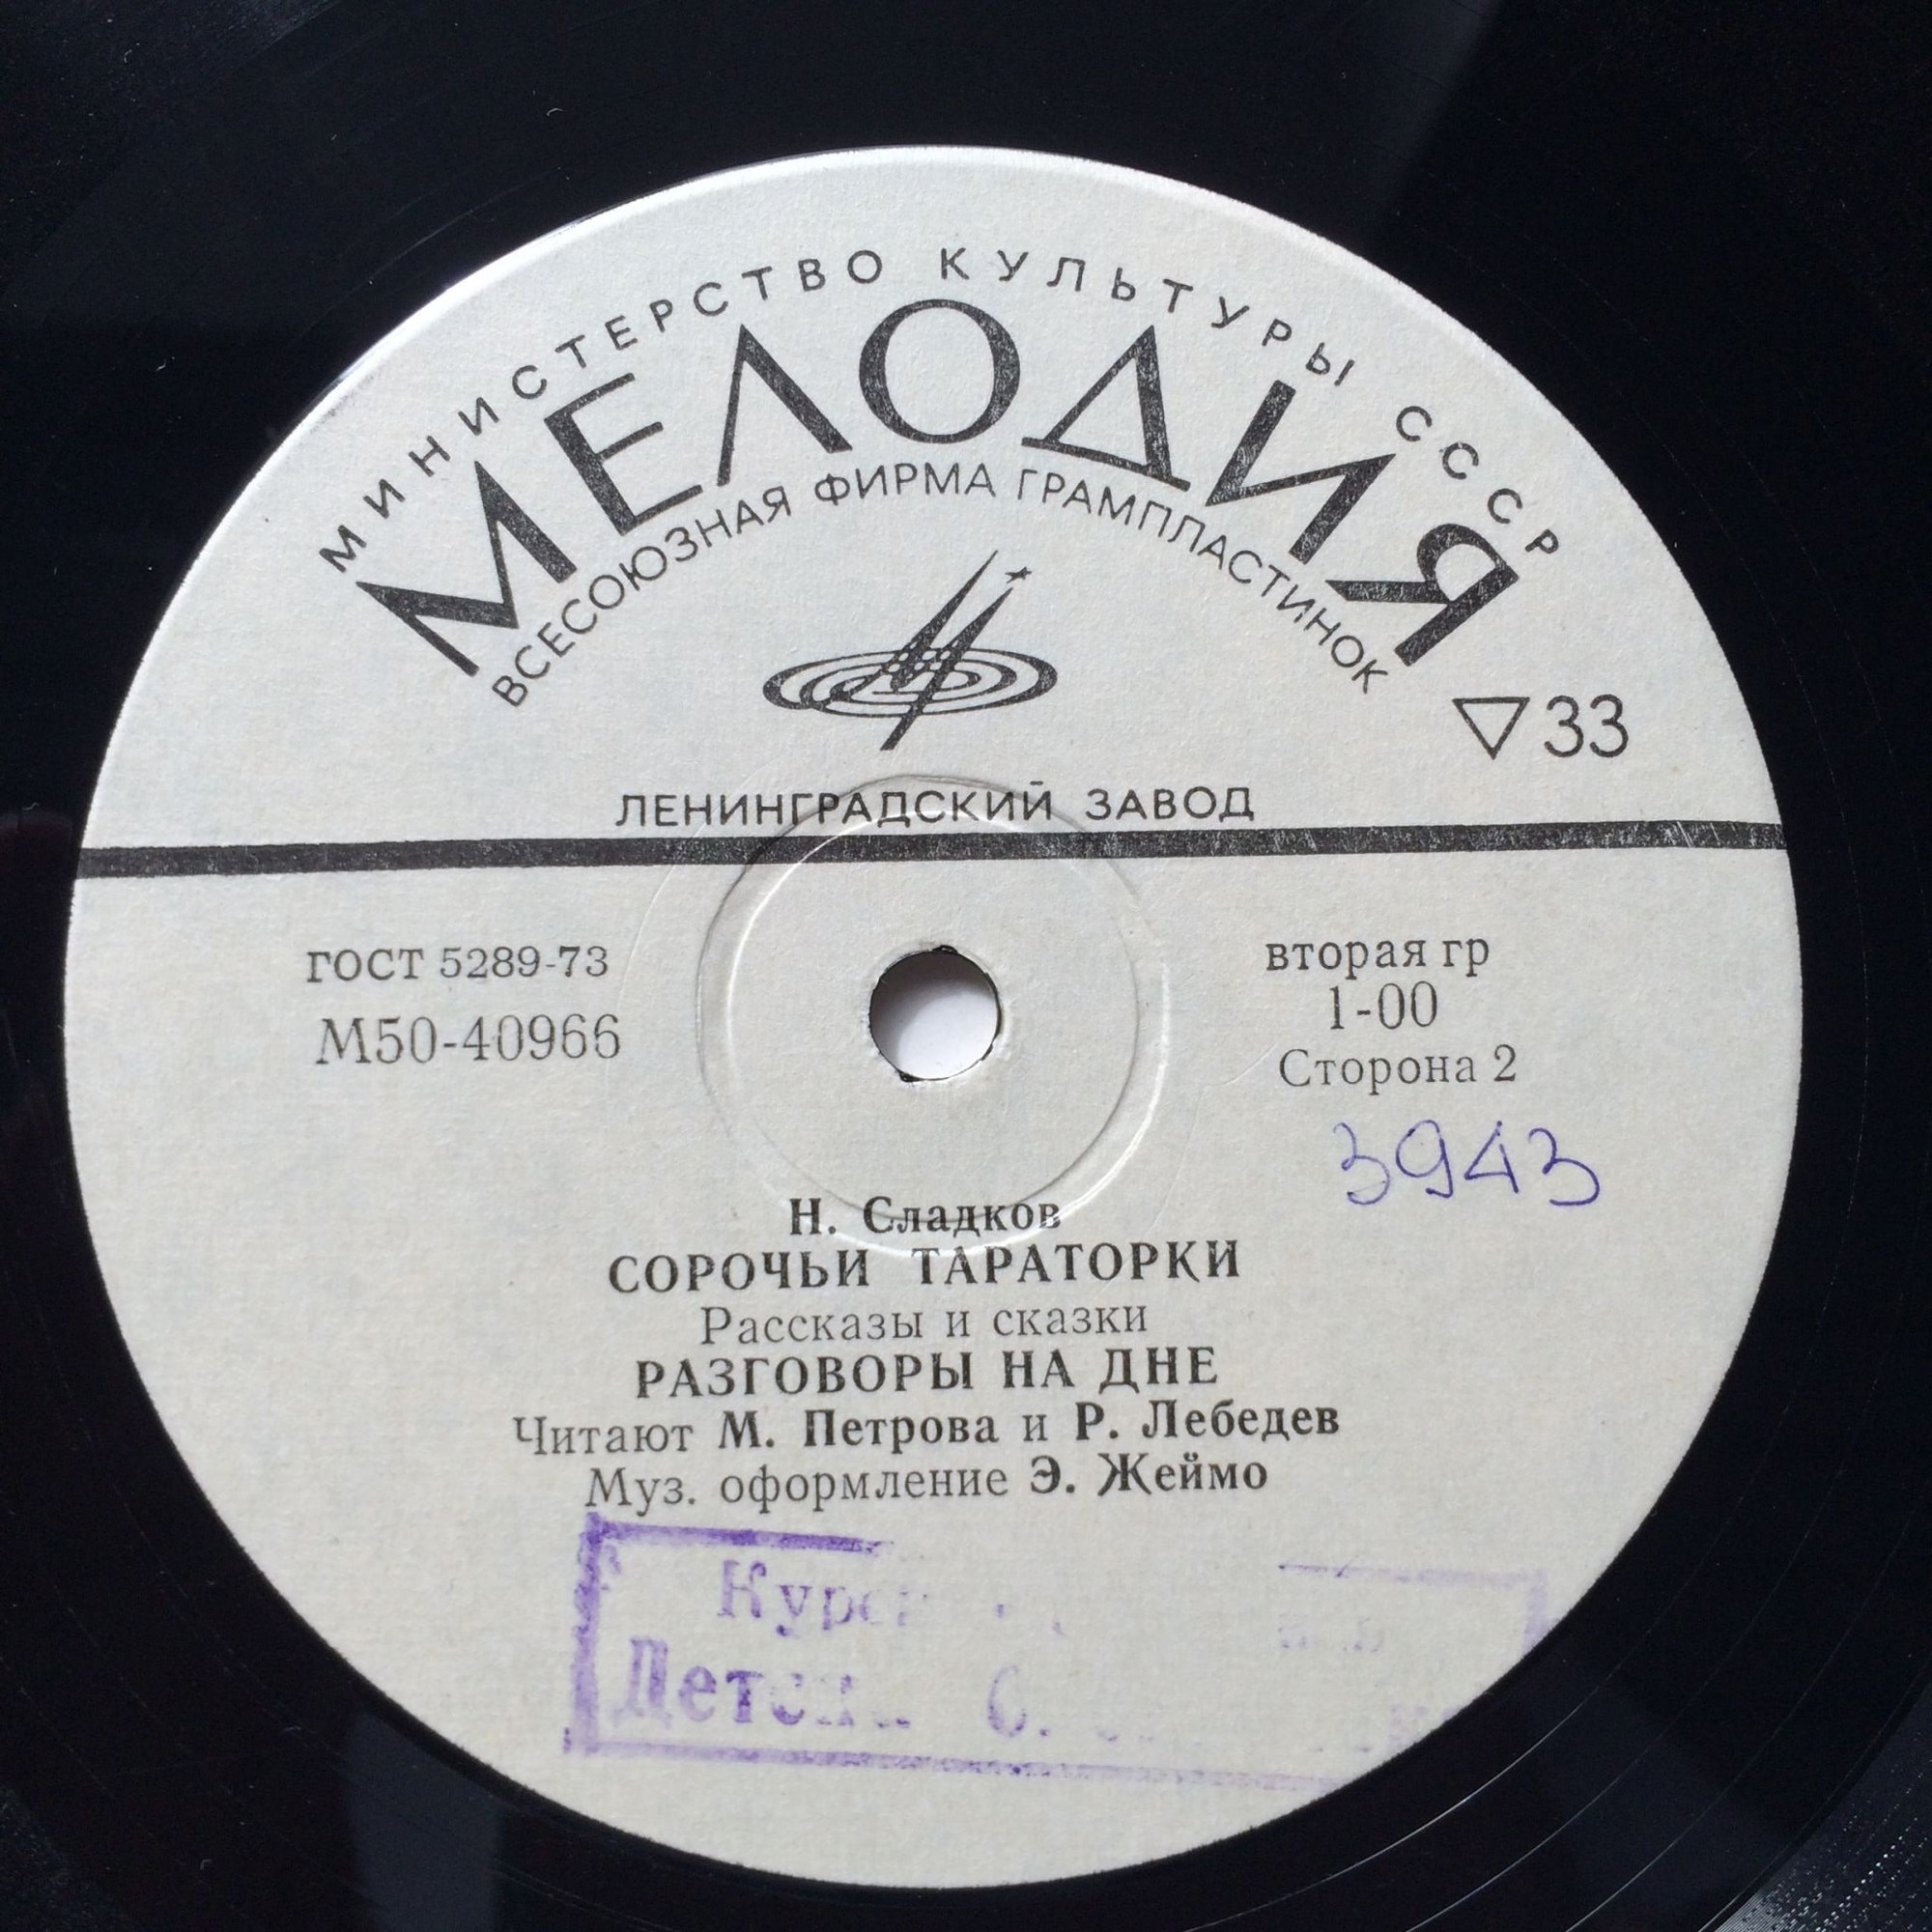 МИНИСТЕРСТВО КУЛЬТУРЫ СССР
МЕЛОДИЯ
ВСЕСОЮЗНАЯ ФИРМА ГРАМПЛАСТИНОК
33
ЛЕНИНГРАДСКИЙ ЗАВОД
ГОСТ 5289-73
М50-40966
вторая гр
1-00
Сторона 2
3943
Н. Сладков
СОРОЧЬИ ТАРАТОРКИ
Рассказы и сказки
РАЗГОВОРЫ НА ДНЕ
Читают М. Петрова и Р. Лебедев
Муз. оформление Э. Жеймо